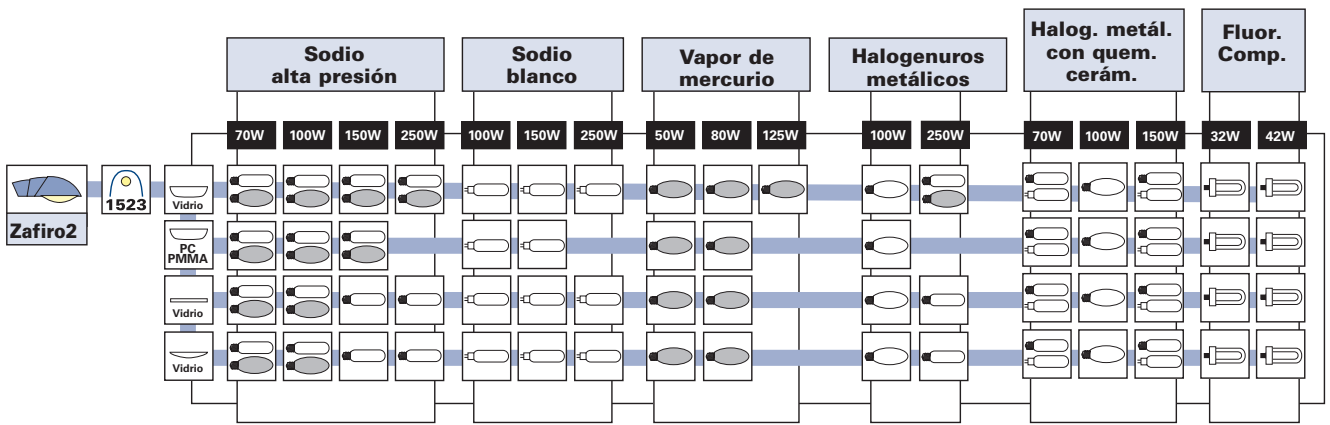 Sodio
alta presión
Sodio
blanco
Vapor de
mercurio
Halogenuros
metálicos
Halog. metál.
con quem.
cerám.
Fluor.
Comp.
70W 100W 150W 250W 100W 150W 250W 50W 80W 125W 100W 250W 70W 100W 150W 32W 42W
Zafiro2
1523
Vidrio
PC
PMMA
Vidrio
Vidrio